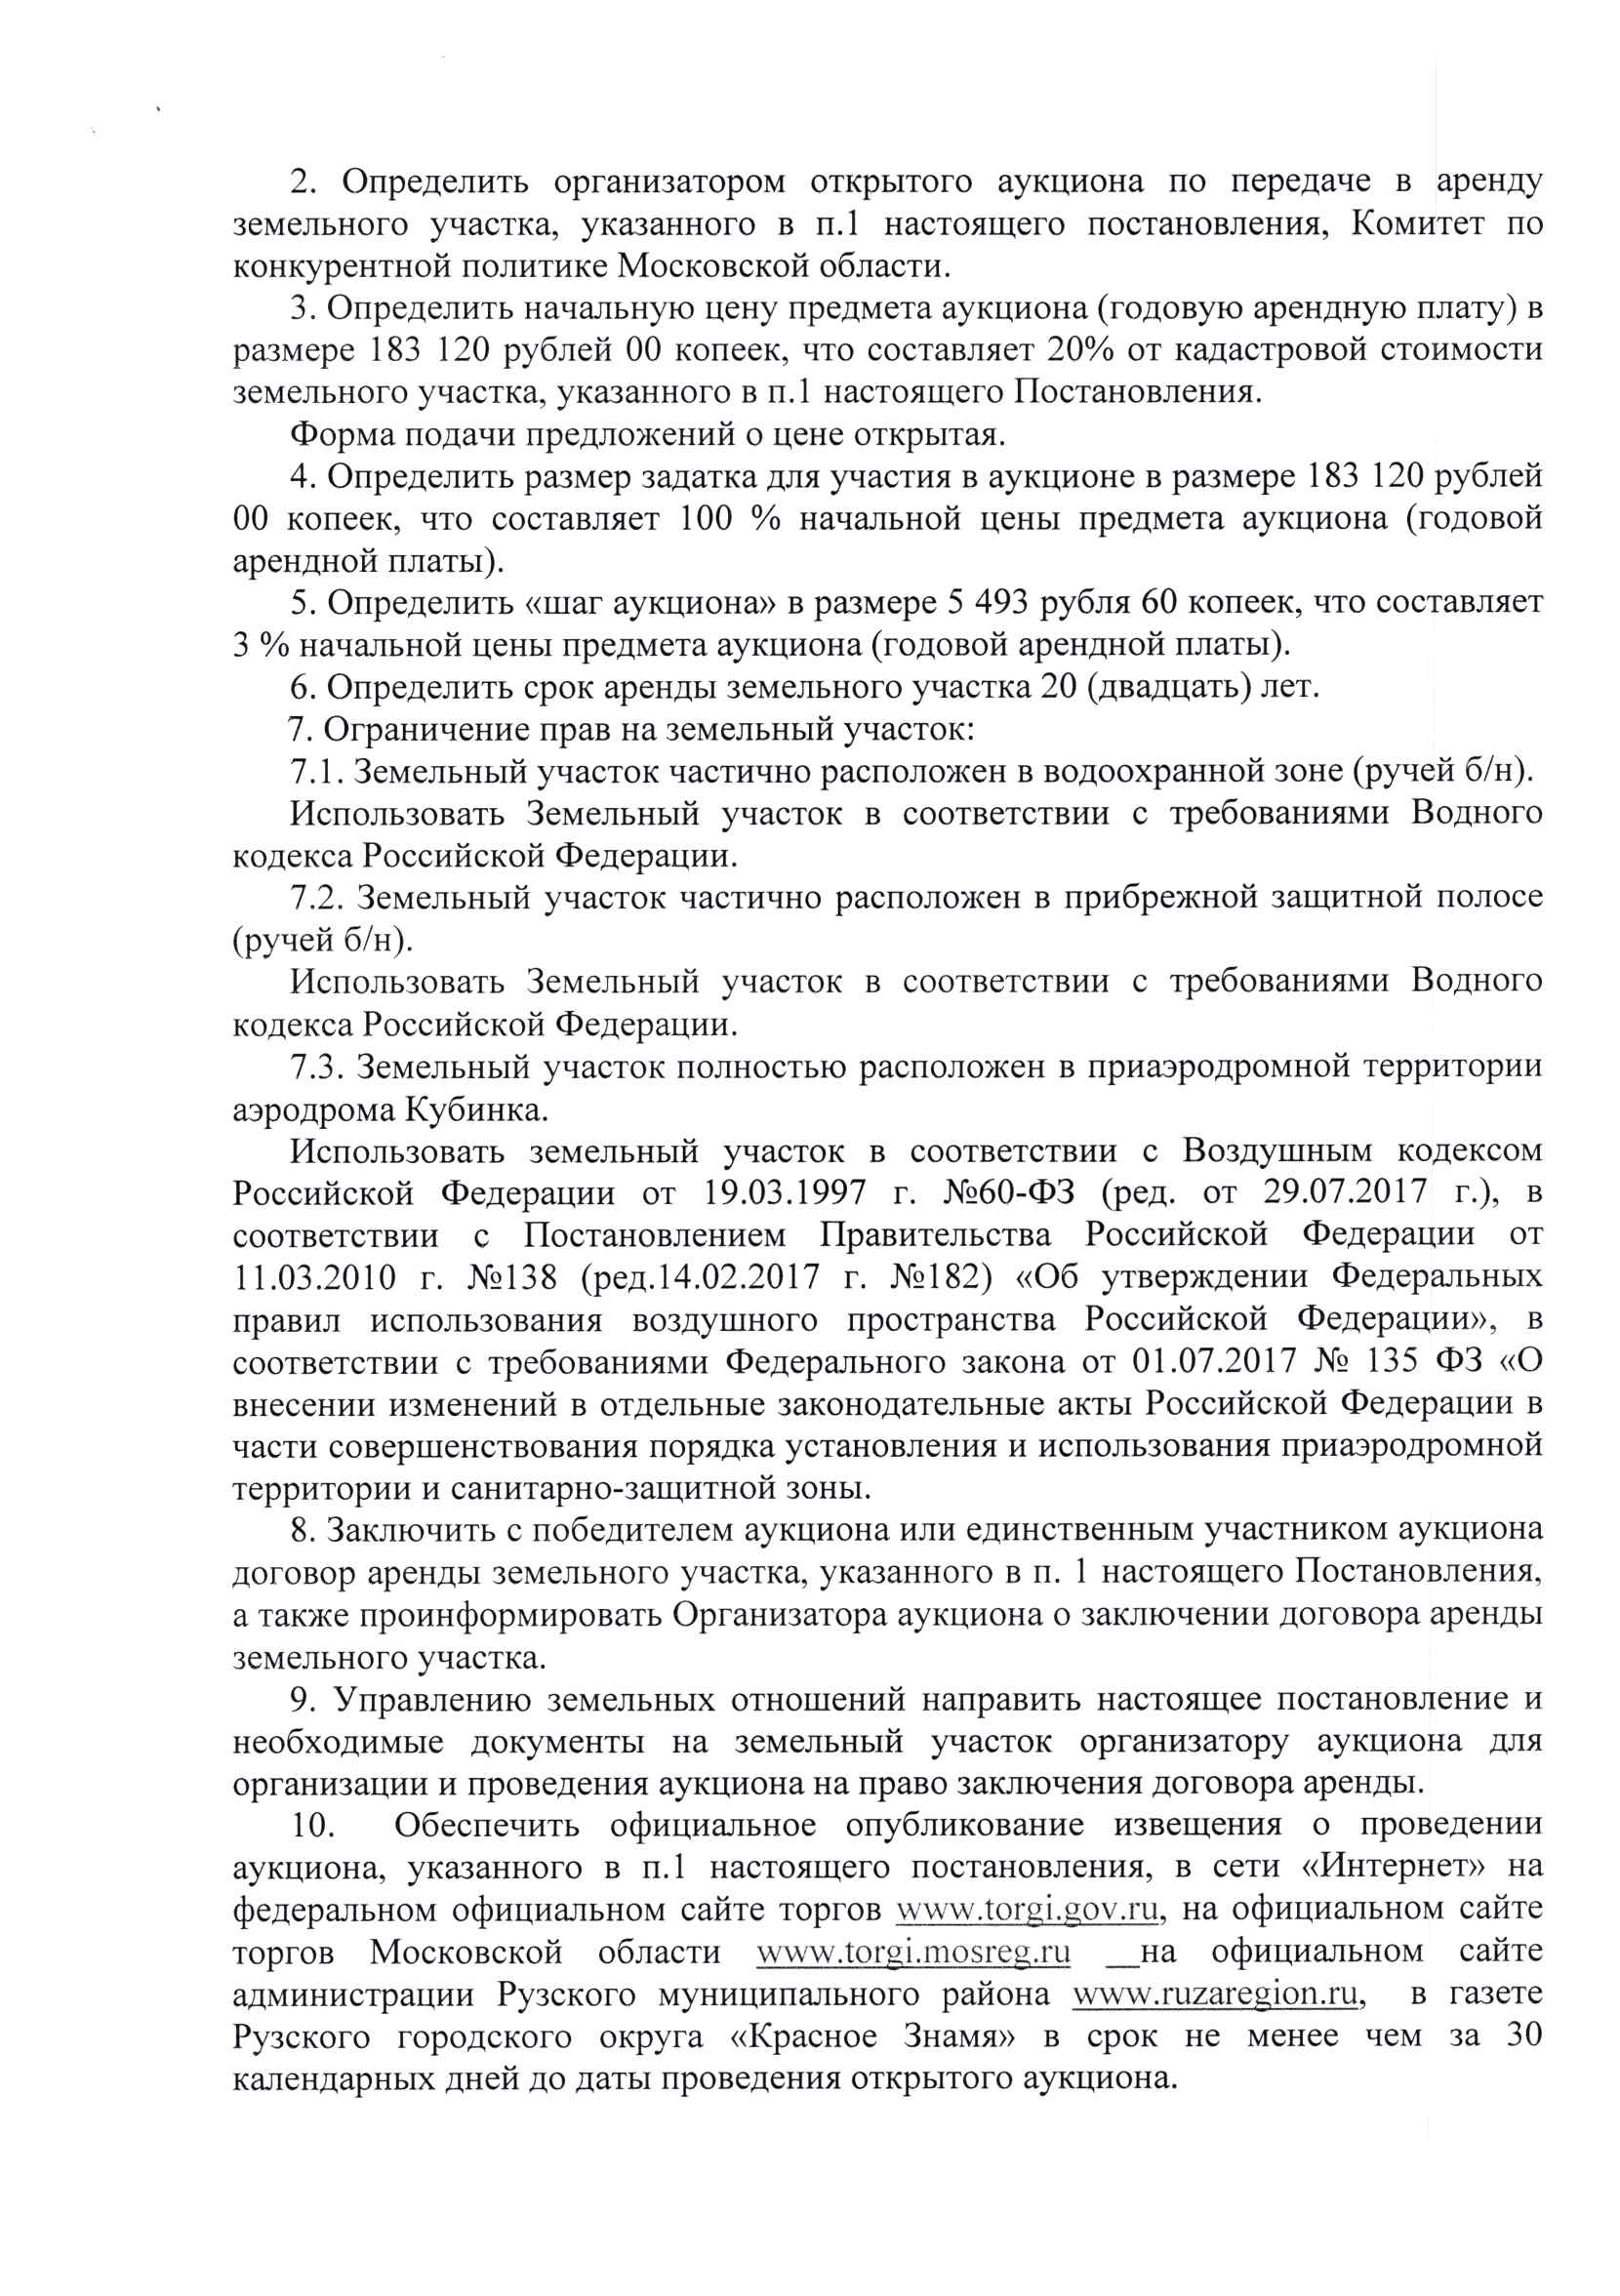 2. Определить организатором открытого аукциона по передаче в аренду
земельного участка, указанного в п.1 настоящего постановления, Комитет по
конкурентной политике Московской области.
3. Определить начальную цену предмета аукциона (годовую арендную плату) в
размере 183 120 рублей 00 копеек, что составляет 20% от кадастровой стоимости
земельного участка, указанного в п.1 настоящего Постановления.
Форма подачи предложений о цене открытая.
4. Определить размер задатка для участия в аукционе в размере 183 120 рублей
00 копеек, что составляет 100 % начальной цены предмета аукциона (годовой
арендной платы).
5. Определить «шаг аукциона» в размере 5 493 рубля 60 копеек, что составляет
3 % начальной цены предмета аукциона (годовой арендной платы).
6. Определить срок аренды земельного участка 20 (двадцать) лет.
7. Ограничение прав на земельный участок:
7.1. Земельный участок частично расположен в водоохранной зоне (ручей б/н).
Использовать Земельный участок в соответствии с требованиями Водного
кодекса Российской Федерации.
7.2. Земельный участок частично расположен в прибрежной защитной полосе
(ручей б/н).
Использовать Земельный участок в соответствии с требованиями Водного
кодекса Российской Федерации.
7.3. Земельный участок полностью расположен в приаэродромной территории
аэродрома Кубинка.
Использовать земельный участок в соответствии с Воздушным кодексом
Российской Федерации от 19.03.1997 г. №60-ФЗ (ред. от 29.07.2017 г.), в
соответствии с Постановлением Правительства Российской Федерации от
11.03.2010 г. №138 (ред.14.02.2017 г. №182) «Об утверждении Федеральных
правил использования воздушного пространства Российской Федерации», в
соответствии с требованиями Федерального закона от 01.07.2017 № 135 ФЗ «О
внесении изменений в отдельные законодательные акты Российской Федерации в
части совершенствования порядка установления и использования приаэродромной
территории и санитарно-защитной зоны.
8. Заключить с победителем аукциона или единственным участником аукциона
договор аренды земельного участка, указанного в п. 1 настоящего Постановления,
а также проинформировать Организатора аукциона о заключении договора аренды
земельного участка.
9. Управлению земельных отношений направить настоящее постановление и
необходимые документы на земельный участок организатору аукциона для
организации и проведения аукциона на право заключения договора аренды.
10. Обеспечить официальное опубликование извещения о проведении
аукциона, указанного в п.1 настоящего постановления, в сети «Интернет» на
федеральном официальном сайте торгов www.torgi.gov.ru, на официальном сайте
торгов Московской области www.torgi.mosreg.ru _на официальном сайте
администрации Рузского муниципального района www.ruzaregion.ru, в газете
Рузского городского округа «Красное Знамя» в срок не менее чем за 30
календарных дней до даты проведения открытого аукциона.